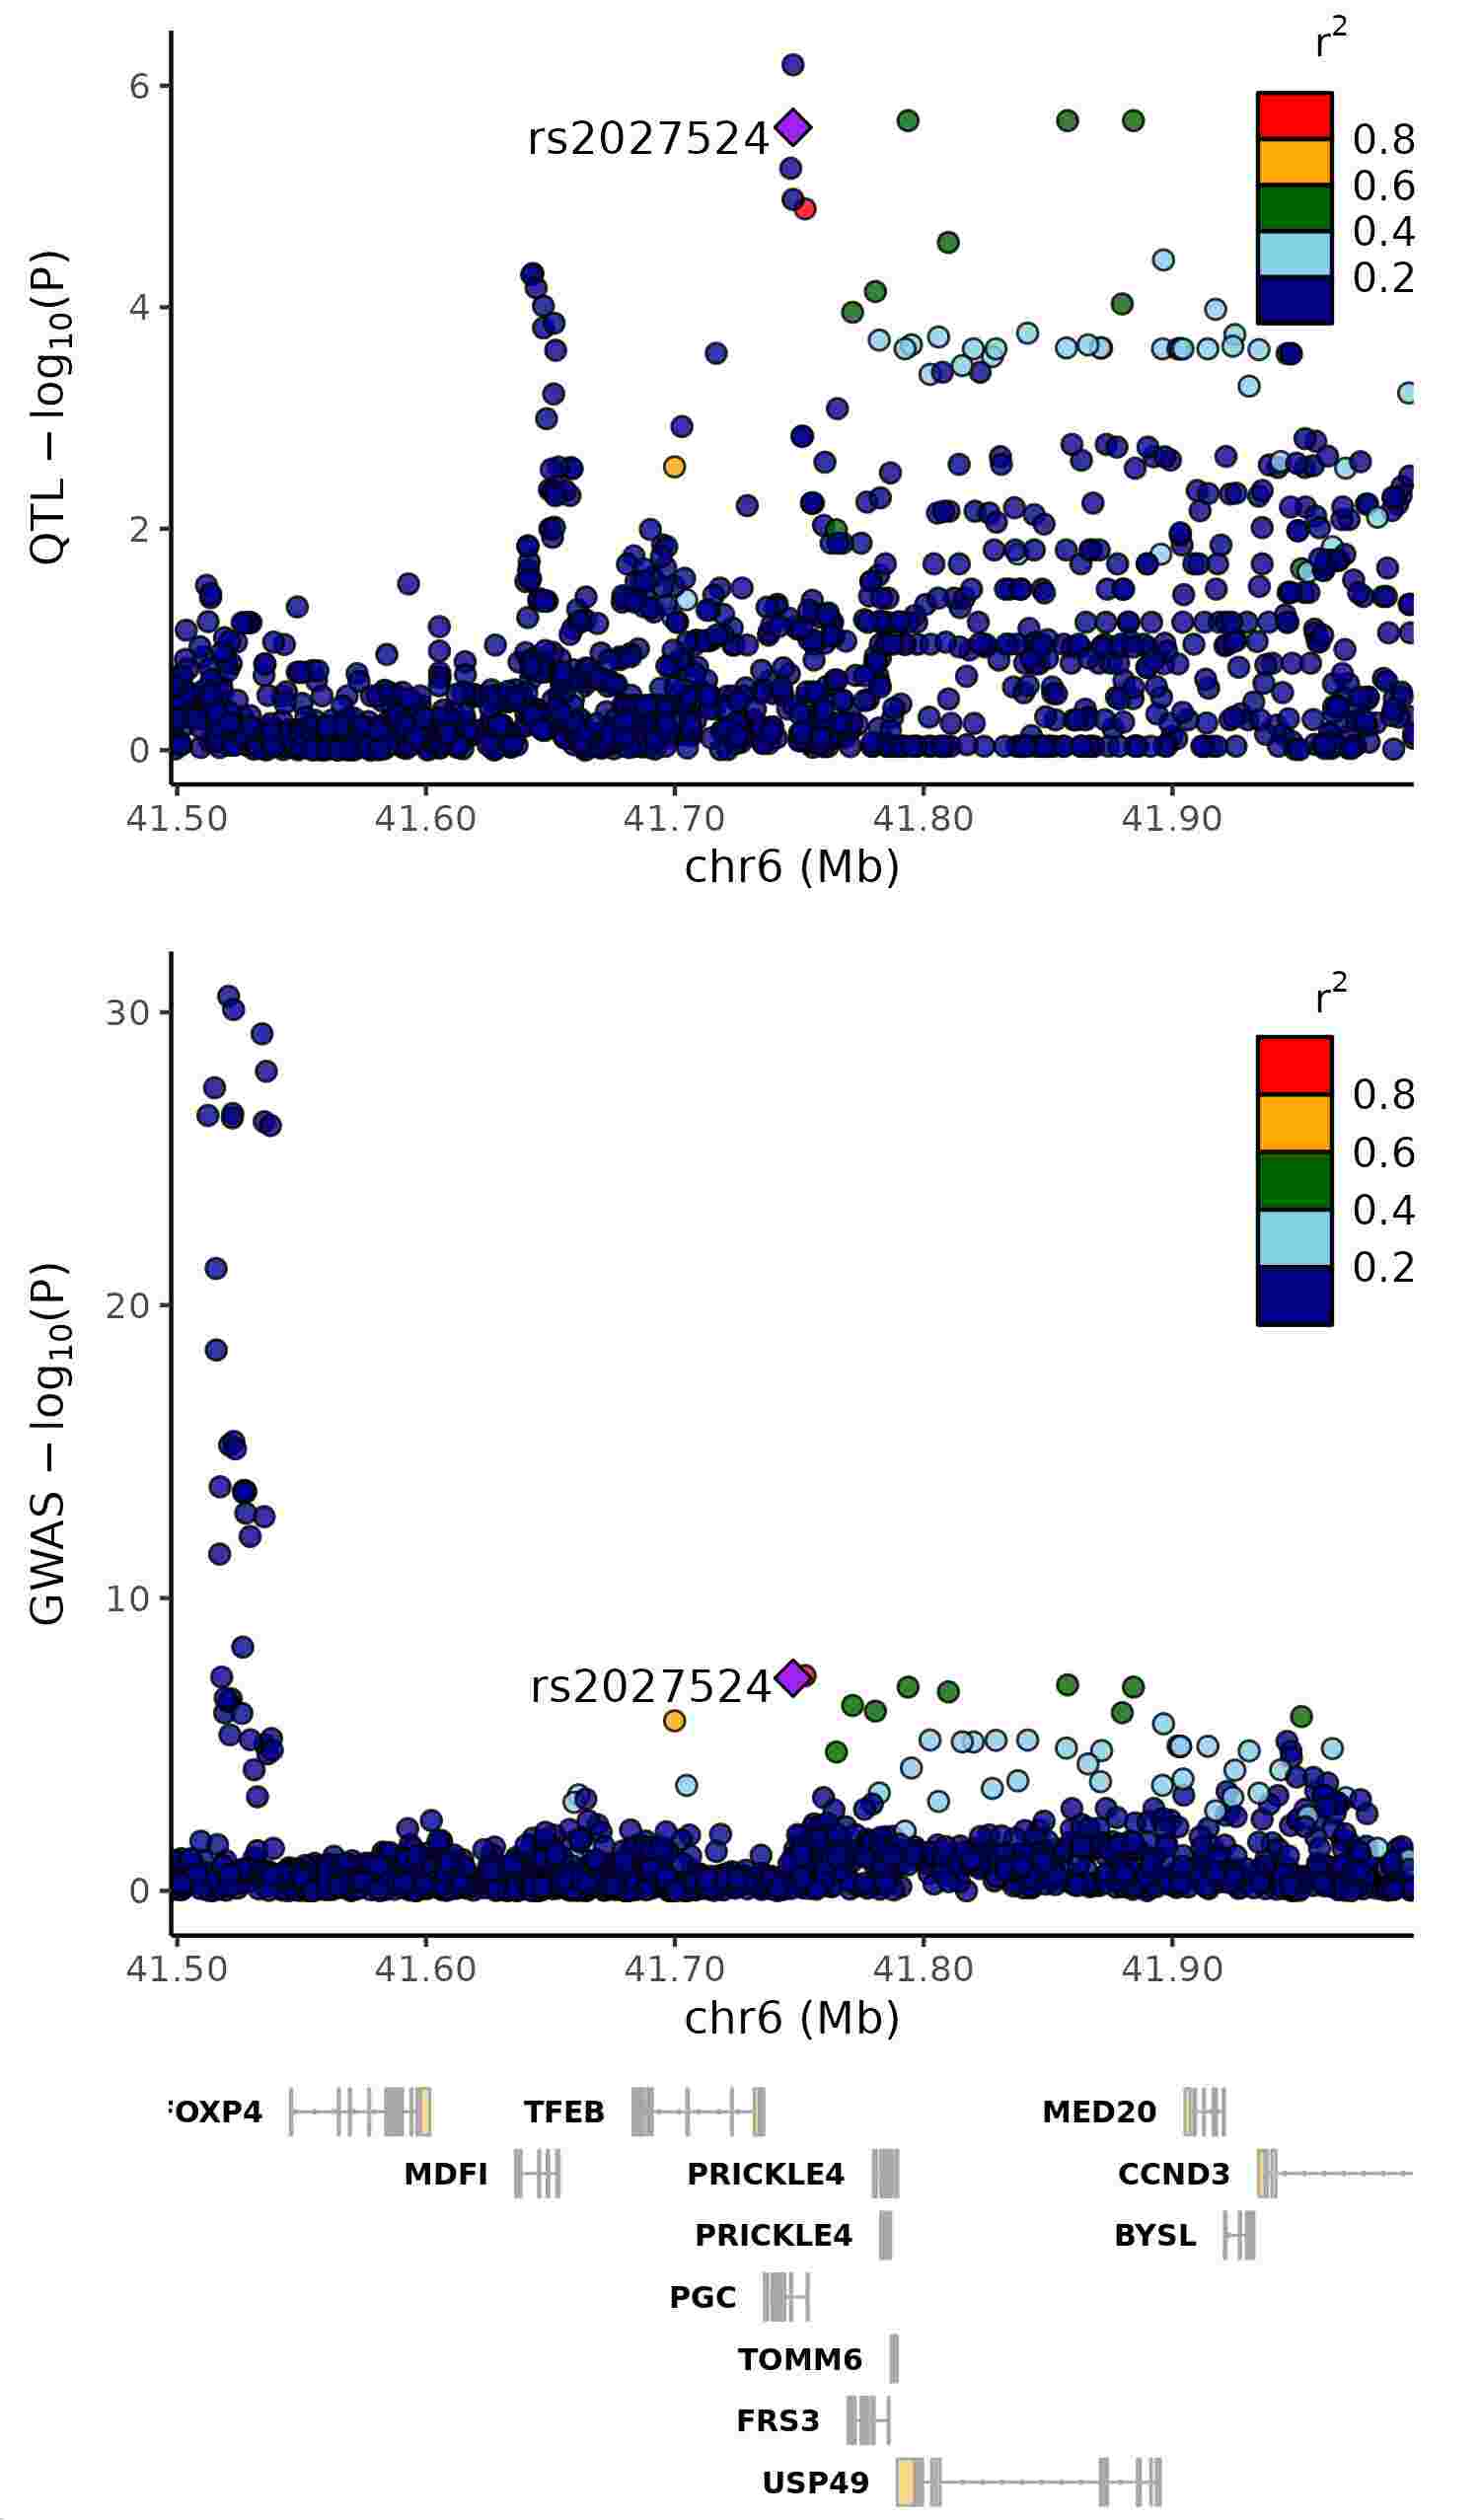 r2
6
rs2027524
0.8
0.6
0.4
0.2
4
2
0
QTL −log10(P)
41.50 41.60 41.70 41.80 41.90
chr6 (Mb)
r2
30
0.8
0.6
0.4
0.2
20
10
rs2027524
0
GWAS −log10(P)
41.50 41.60 41.70 41.80 41.90
chr6 (Mb)
OXP4 TFEB MED20
MDFI PRICKLE4 CCND3
PRICKLE4 BYSL
PGC
TOMM6
FRS3
USP49